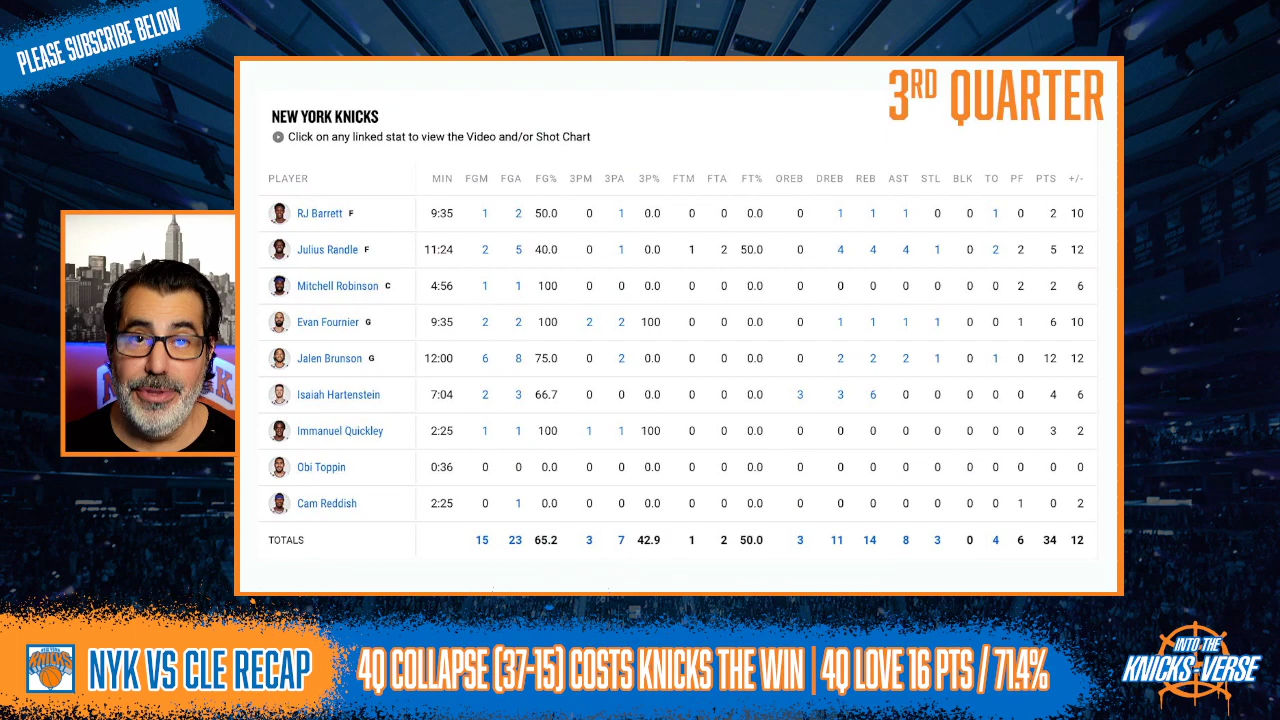 PLEASE SUBSCRIBE BELOW
3RD QUARTER
NEW YORK KNICKS
Click on any linked stat to view the Video and/or Shot Chart
PLAYER MIN FGM FGA FG% 3PM 3PA 3P% FTM FTA FT% OREB DREB REB AST STL BLK TO PF PTS +/-
RJ Barrett F 9:35 1 2 50.0 0 1 0.0 0 0 0.0 0 1 1 1 0 0 1 0 2 10
Julius Randle F 11:24 2 5 40.0 0 1 0.0 1 2 50.0 0 4 4 4 1 0 2 2 5 12
Mitchell Robinson C 4:56 1 1 100 0 0 0.0 0 0 0.0 0 0 0 0 0 0 0 2 2 6
Evan Fournier G 9:35 2 2 100 2 2 100 0 0 0.0 0 1 1 1 1 0 0 1 6 10
Jalen Brunson G 12:00 6 8 75.0 0 2 0.0 0 0 0.0 0 2 2 2 1 0 1 0 12 12
Isaiah Hartenstein 7:04 2 3 66.7 0 0 0.0 0 0 0.0 3 3 6 0 0 0 0 0 4 6
Immanuel Quickley 2:25 1 1 100 1 1 100 0 0 0.0 0 0 0 0 0 0 0 0 3 2
Obi Toppin 0:36 0 0 0.0 0 0 0.0 0 0 0.0 0 0 0 0 0 0 0 0 0 0
Cam Reddish 2:25 0 1 0.0 0 0 0.0 0 0 0.0 0 0 0 0 0 0 0 1 0 2
TOTALS 15 23 65.2 3 7 42.9 1 2 50.0 3 11 14 8 3 0 4 6 34 12
NEW YORK
KNICKS
NYK VS CLE RECAP
4Q COLLAPSE (37-15) COSTS KNICKS THE WIN | 4Q LOVE 16 PTS / 71.4%
INTO THE
KNICKS-VERSE